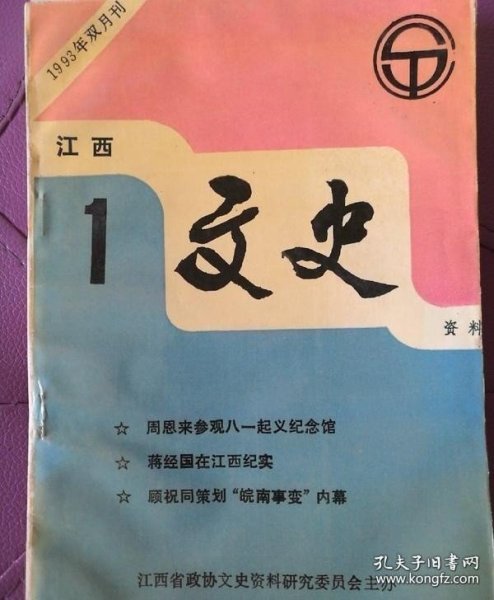 1993年双月刊
江西
1
文史
资料
☆ 周恩来参观八一起义纪念馆
☆ 蒋经国在江西纪实
☆ 顾祝同策划“皖南事变”内幕
江西省政协文史资料研究委员会主办
孔夫子旧书网
www.kongfz.com